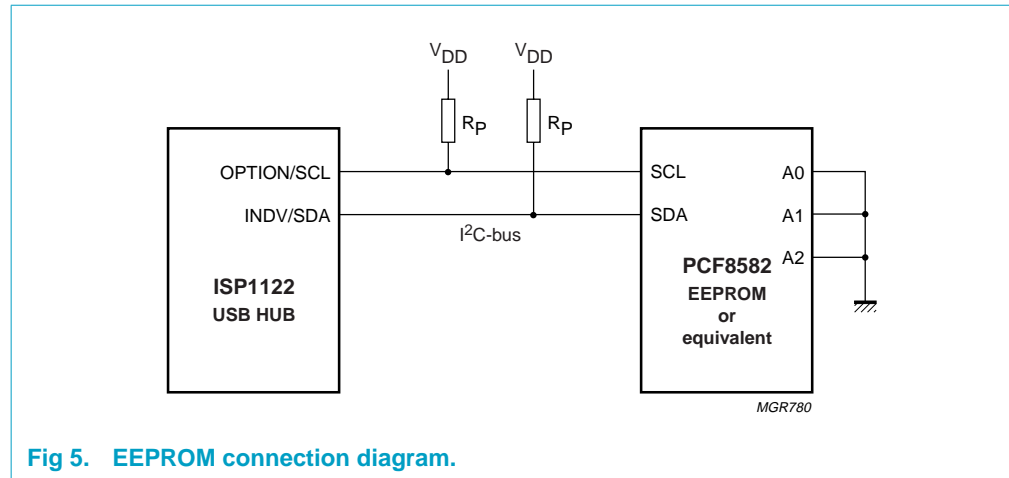 VDD VDD
RP RP
OPTION/SCL
INDV/SDA
I2C-bus
ISP1122
USB HUB
SCL
SDA
A0
A1
A2
PCF8582
EEPROM
or
equivalent
MGR780
Fig 5. EEPROM connection diagram.